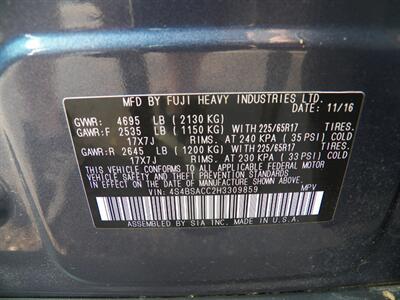 MFD. BY FUJI HEAVY INDUSTRIES LTD.
DATE: 11/16
GVWR: 4695 LB (2130 KG)
GAWR:F 2535 LB (1150 KG) WITH 225/65R17 TIRES.
17X7J RIMS. AT 240 KPA (35 PSI) COLD
GAWR:R 2645 LB (1200 KG) WITH 225/65R17 TIRES.
17X7J RIMS. AT 230 KPA (33 PSI) COLD
THIS VEHICLE CONFORMS TO ALL APPLICABLE FEDERAL MOTOR
VEHICLE SAFETY AND THEFT PREVENTION STANDARDS IN
EFFECT ON THE DATE OF MANUFACTURE SHOWN ABOVE.
VIN: 4S4BSACC2H3309859 MPV
ASSEMBLED BY SIA INC. MADE IN U.S.A.